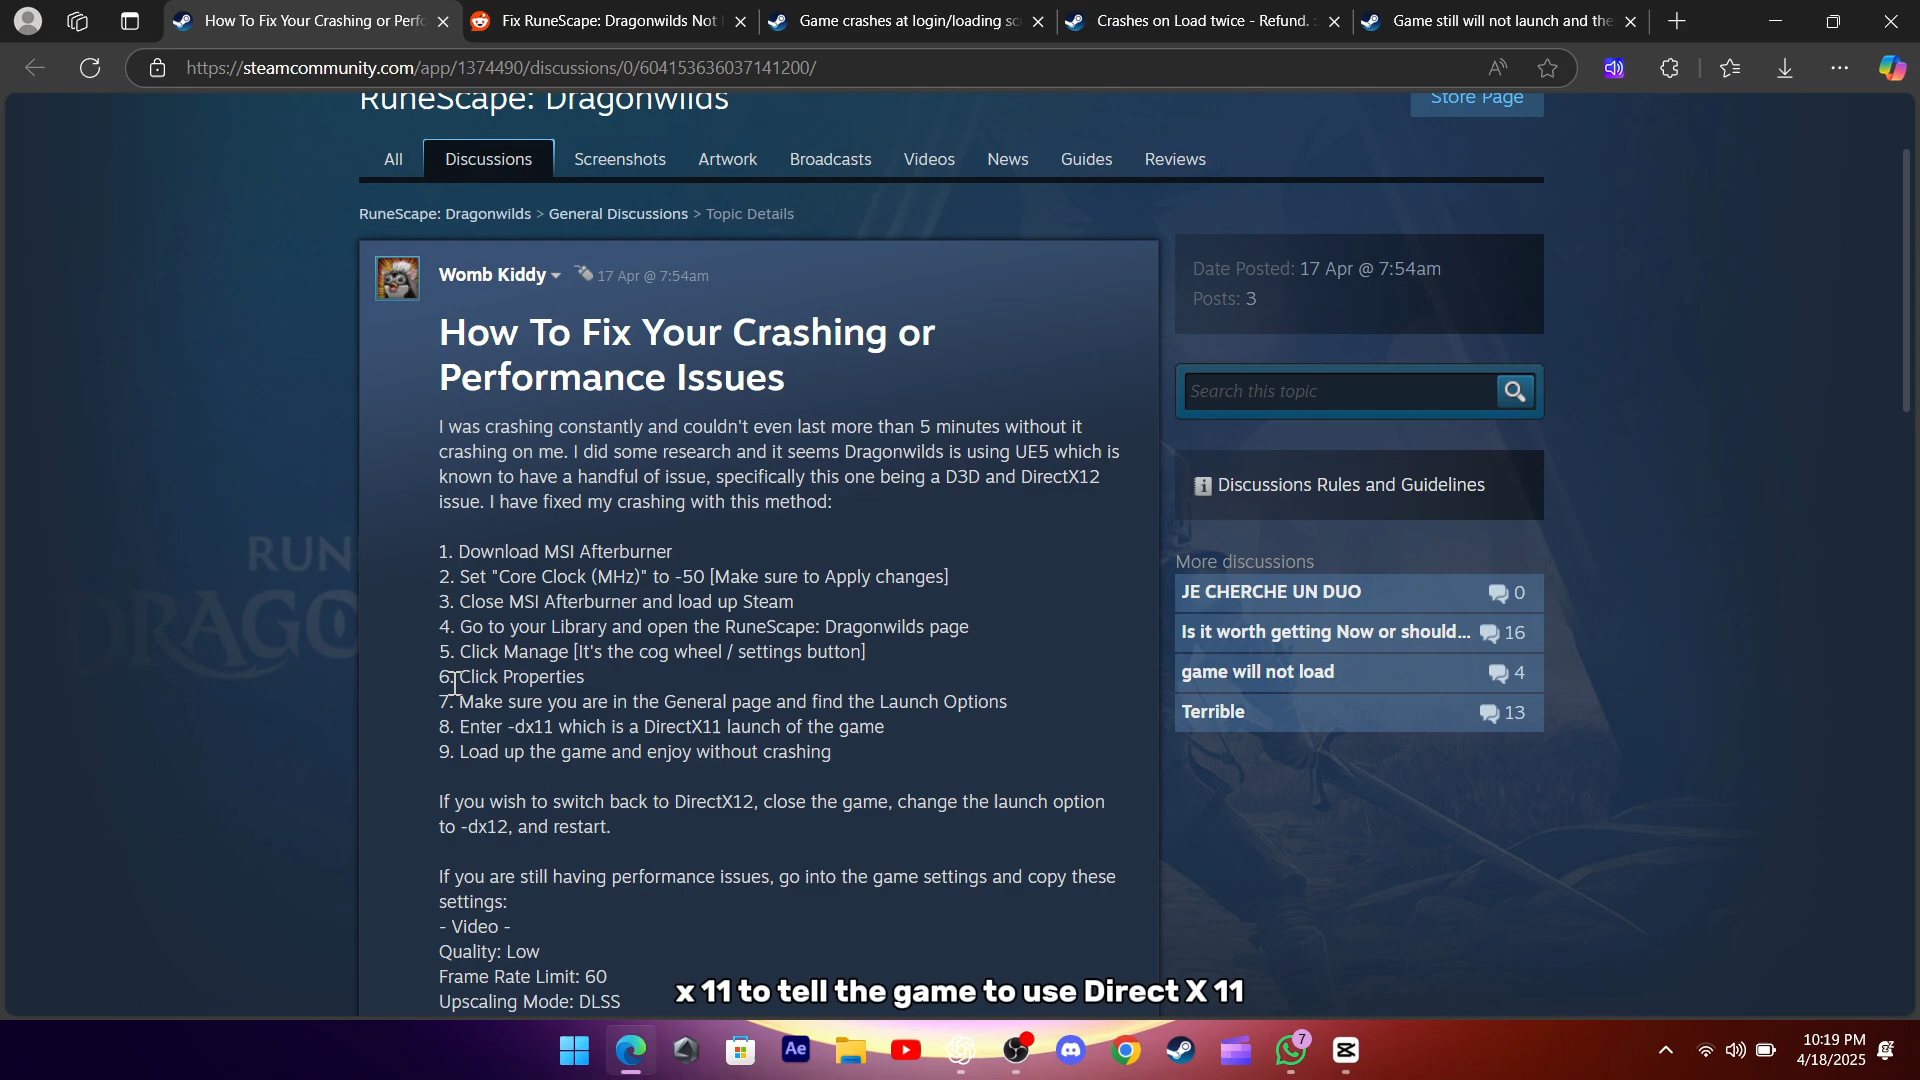 How To Fix Your Crashing or Perfo
Fix RuneScape: Dragonwilds Not
Game crashes at login/loading sc
Crashes on Load twice - Refund.
Game still will not launch and the
https://steamcommunity.com/app/1374490/discussions/0/604153636037141200/
RuneScape: Dragonwilds
Store Page
All
Discussions
Screenshots
Artwork
Broadcasts
Videos
News
Guides
Reviews
RuneScape: Dragonwilds > General Discussions > Topic Details
Womb Kiddy
17 Apr @ 7:54am
How To Fix Your Crashing or
Performance Issues
I was crashing constantly and couldn't even last more than 5 minutes without it
crashing on me. I did some research and it seems Dragonwilds is using UE5 which is
known to have a handful of issue, specifically this one being a D3D and DirectX12
issue. I have fixed my crashing with this method:
1. Download MSI Afterburner
2. Set "Core Clock (MHz)" to -50 [Make sure to Apply changes]
3. Close MSI Afterburner and load up Steam
4. Go to your Library and open the RuneScape: Dragonwilds page
5. Click Manage [It's the cog wheel / settings button]
6. Click Properties
7. Make sure you are in the General page and find the Launch Options
8. Enter -dx11 which is a DirectX11 launch of the game
9. Load up the game and enjoy without crashing
If you wish to switch back to DirectX12, close the game, change the launch option
to -dx12, and restart.
If you are still having performance issues, go into the game settings and copy these
settings:
- Video -
Quality: Low
Frame Rate Limit: 60
Upscaling Mode: DLSS
Date Posted: 17 Apr @ 7:54am
Posts: 3
Search this topic
Discussions Rules and Guidelines
More discussions
JE CHERCHE UN DUO 0
Is it worth getting Now or should... 16
game will not load 4
Terrible 13
RUN
DRAGO
x 11 to tell the game to use Direct X 11
Ae
7
10:19 PM
4/18/2025